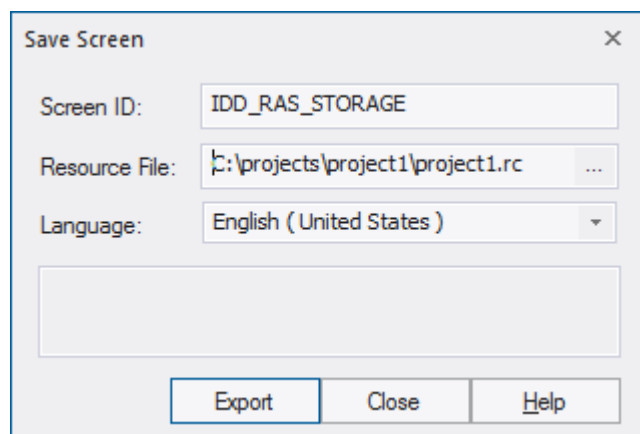 Save Screen
Screen ID: IDD_RAS_STORAGE
Resource File: C:\projects\project1\project1.rc ...
Language: English ( United States )
Export Close Help